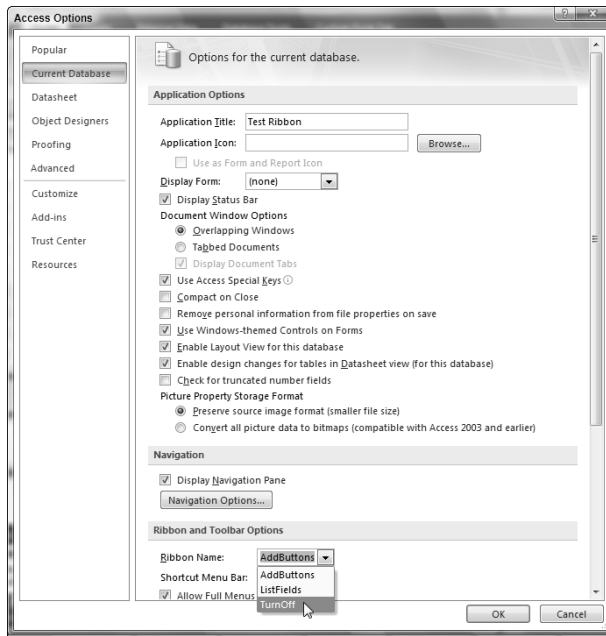 Access Options
Popular
Current Database
Datasheet
Object Designers
Proofing
Advanced
Customize
Add-ins
Trust Center
Resources
Options for the current database.
Application Options
Application Title: Test Ribbon
Application Icon: Browse...
Use as Form and Report Icon
Display Form: (none)
Display Status Bar
Document Window Options
Overlapping Windows
Tabbed Documents
Display Document Tabs
Use Access Special Keys
Compact on Close
Remove personal information from file properties on save
Use Windows-themed Controls on Forms
Enable Layout View for this database
Enable design changes for tables in Datasheet view (for this database)
Check for truncated number fields
Picture Property Storage Format
Preserve source image format (smaller file size)
Convert all picture data to bitmaps (compatible with Access 2003 and earlier)
Navigation
Display Navigation Pane
Navigation Options...
Ribbon and Toolbar Options
Ribbon Name: AddButtons
Shortcut Menu Bar: AddButtons
ListFields
Allow Full Menus TurnOff
OK Cancel